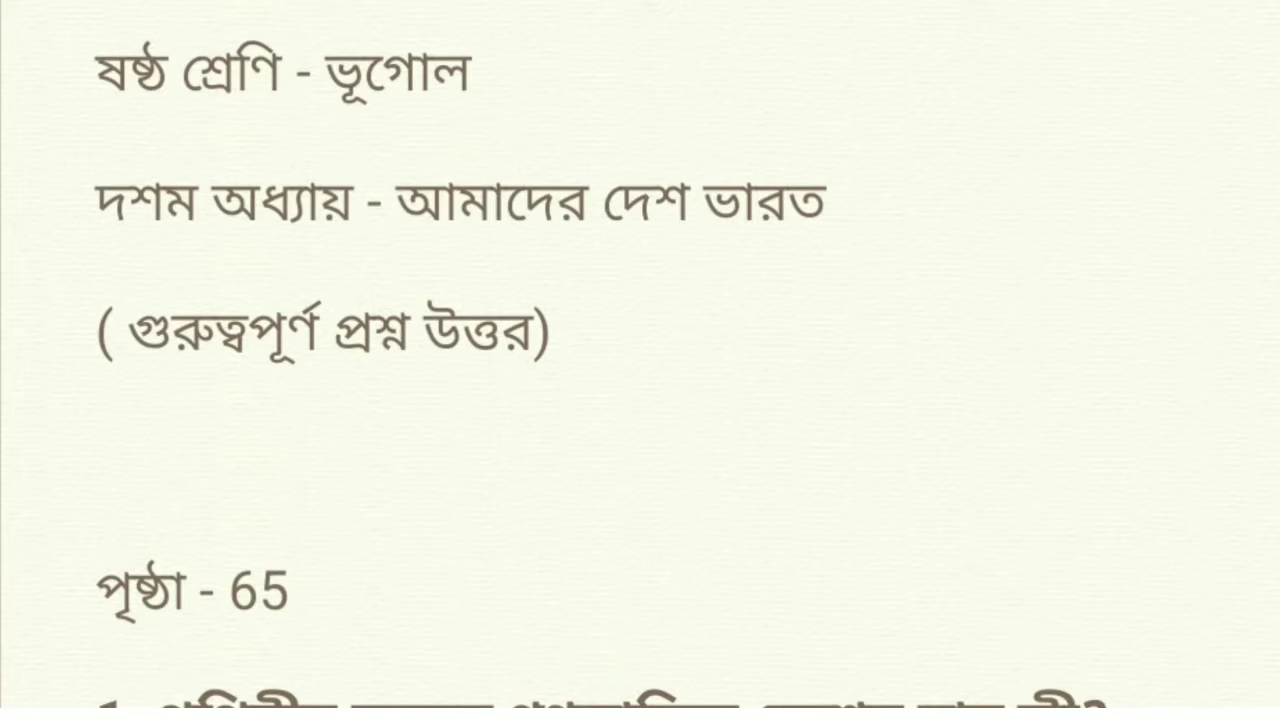 ষষ্ঠ শ্রেণি - ভূগোল
দশম অধ্যায় - আমাদের দেশ ভারত
( গুরুত্বপূর্ণ প্রশ্ন উত্তর)
পৃষ্ঠা - 65